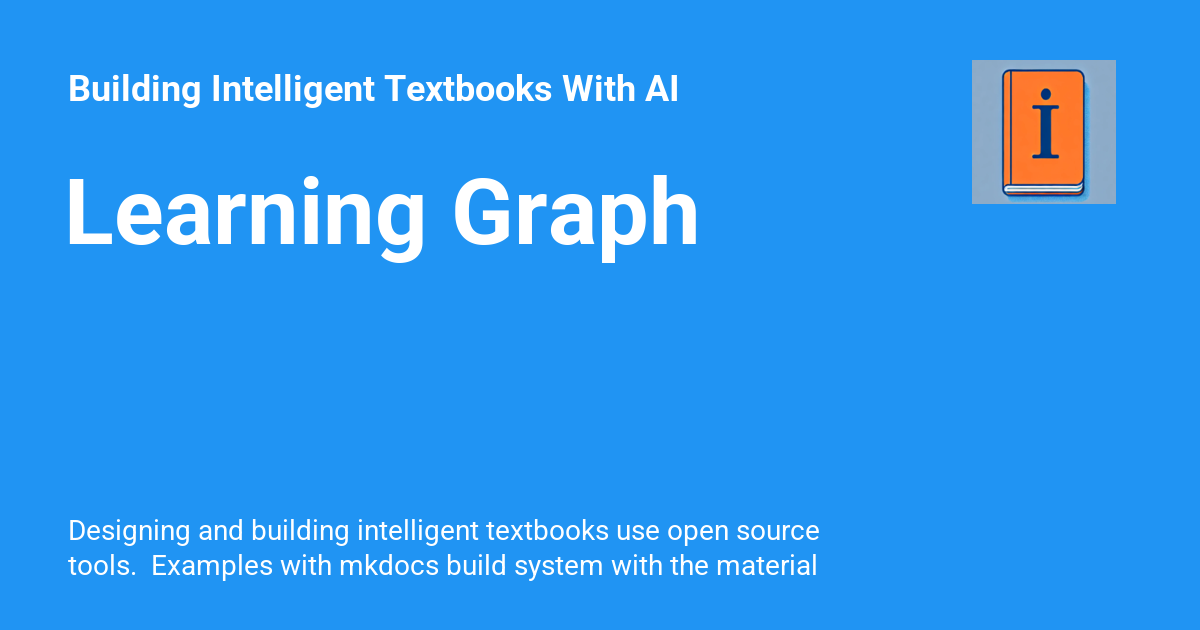 Building Intelligent Textbooks With AI
i
Learning Graph
Designing and building intelligent textbooks use open source
tools.  Examples with mkdocs build system with the material